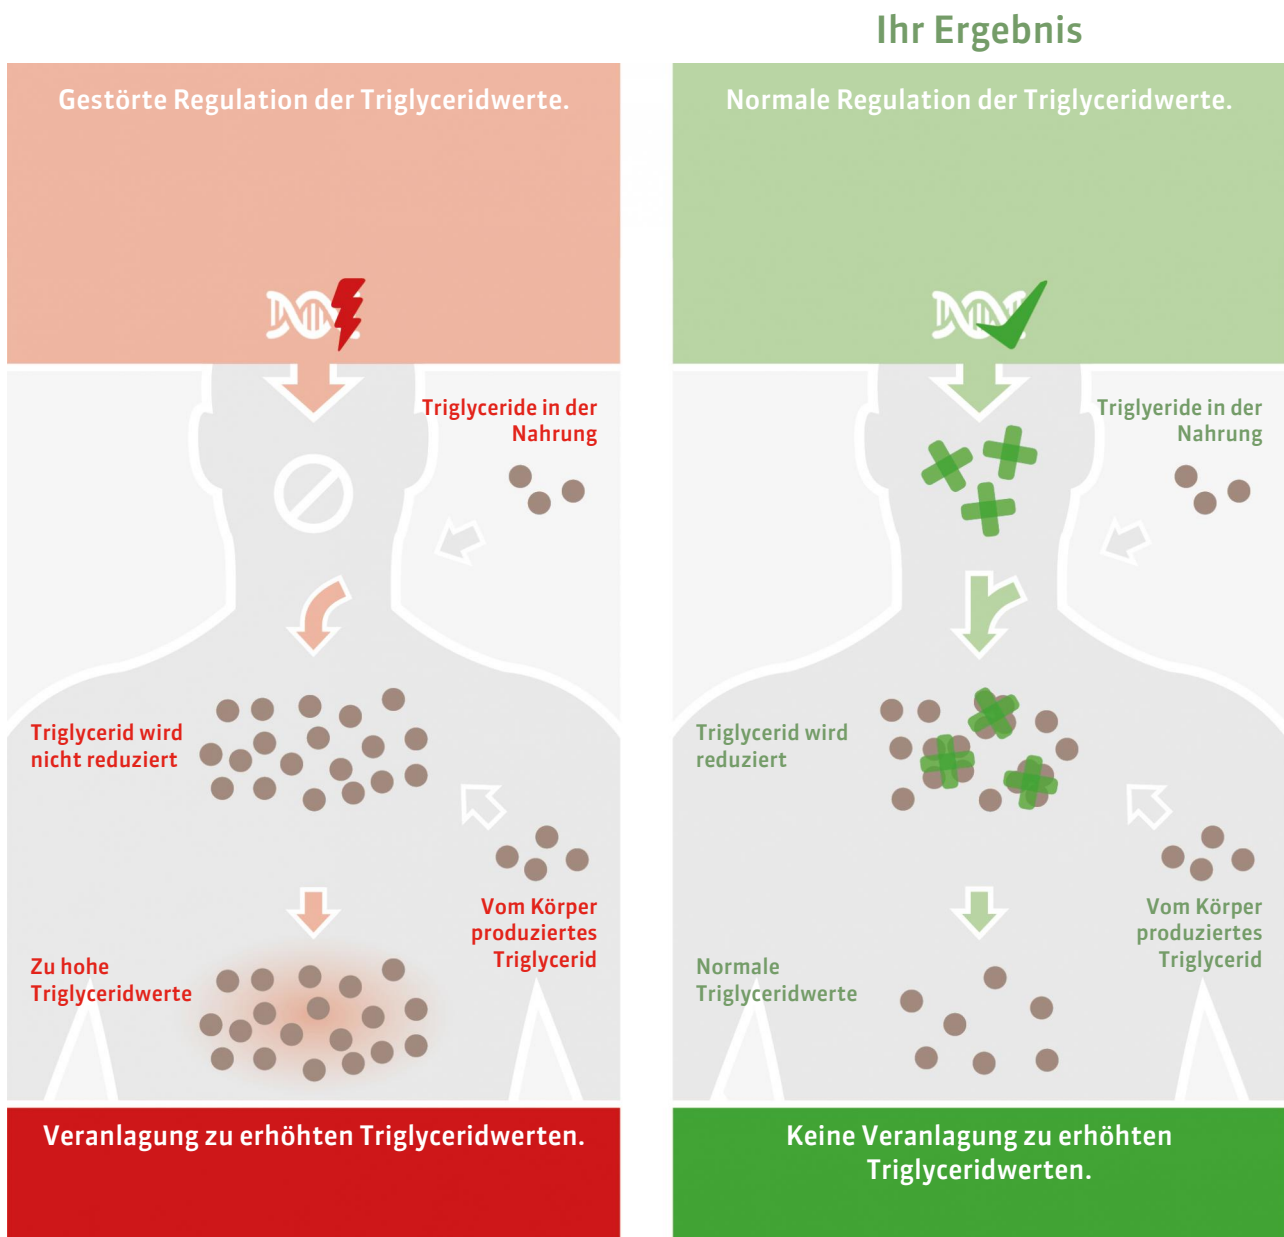 Ihr Ergebnis
Gestörte Regulation der Triglyceridwerte.
Triglyceride in der
Nahrung
Triglycerid wird
nicht reduziert
Vom Körper
produziertes
Triglycerid
Zu hohe
Triglyceridwerte
Veranlagung zu erhöhten Triglyceridwerten.
Normale Regulation der Triglyceridwerte.
Triglyeride in der
Nahrung
Triglycerid wird
reduziert
Vom Körper
produziertes
Triglycerid
Normale
Triglyceridwerte
Keine Veranlagung zu erhöhten
Triglyceridwerten.